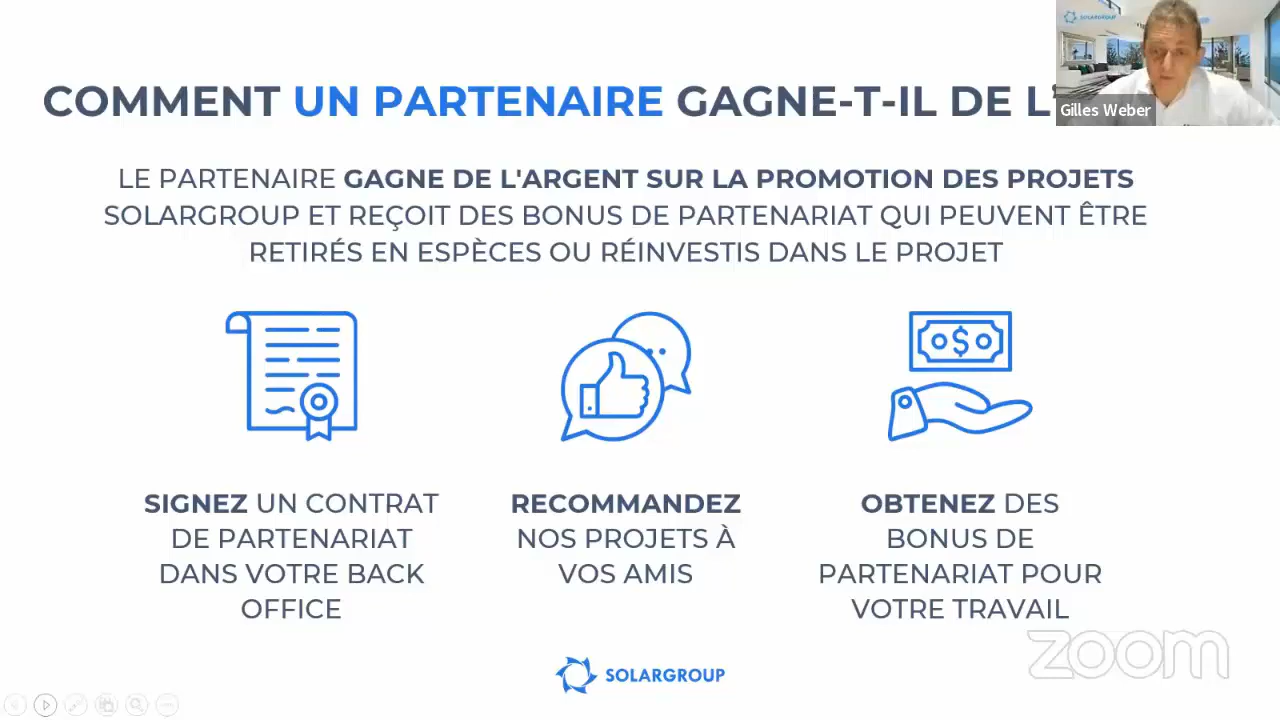 SOLARGROUP
COMMENT UN PARTENAIRE GAGNE-T-IL DE L'
Gilles Weber
LE PARTENAIRE GAGNE DE L'ARGENT SUR LA PROMOTION DES PROJETS
SOLARGROUP ET REÇOIT DES BONUS DE PARTENARIAT QUI PEUVENT ÊTRE
RETIRÉS EN ESPÈCES OU RÉINVESTIS DANS LE PROJET
SIGNEZ UN CONTRAT
DE PARTENARIAT
DANS VOTRE BACK
OFFICE
RECOMMANDEZ
NOS PROJETS À
VOS AMIS
OBTENEZ DES
BONUS DE
PARTENARIAT POUR
VOTRE TRAVAIL
zoom
SOLARGROUP